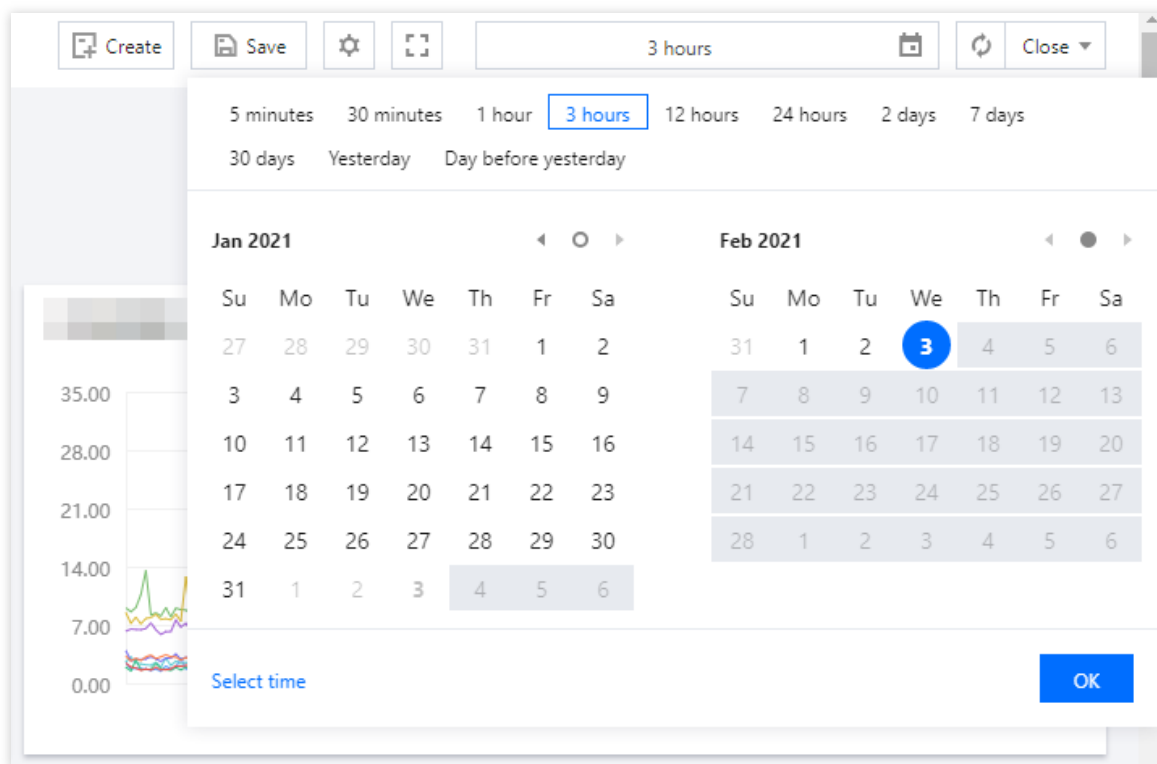 Create Save 3 hours Close
5 minutes 30 minutes 1 hour 3 hours 12 hours 24 hours 2 days 7 days
30 days Yesterday Day before yesterday
Jan 2021
Su Mo Tu We Th Fr Sa
27 28 29 30 31 1 2
3 4 5 6 7 8 9
10 11 12 13 14 15 16
17 18 19 20 21 22 23
24 25 26 27 28 29 30
31 1 2 3 4 5 6
Feb 2021
Su Mo Tu We Th Fr Sa
31 1 2 3 4 5 6
7 8 9 10 11 12 13
14 15 16 17 18 19 20
21 22 23 24 25 26 27
28 1 2 3 4 5 6
Select time OK
35.00
28.00
21.00
14.00
7.00
0.00